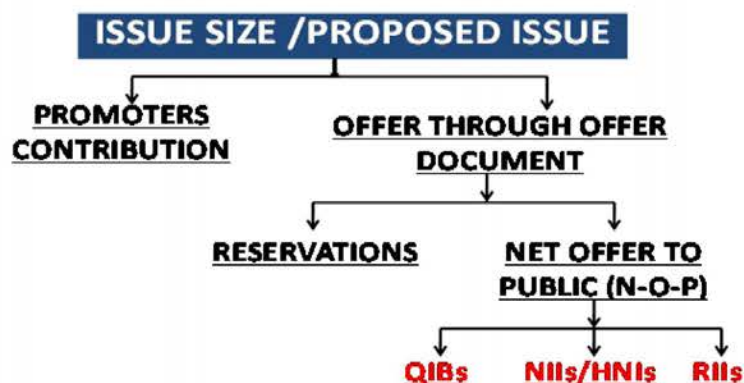 ISSUE SIZE /PROPOSED ISSUE
PROMOTERS
CONTRIBUTION
OFFER THROUGH OFFER
DOCUMENT
RESERVATIONS
NET OFFER TO
PUBLIC (N-O-P)
QIBs
NIIs/HNIs
RIIs